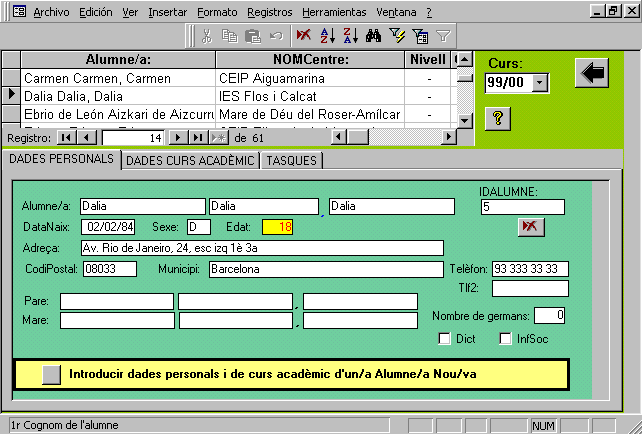 Archivo Edición Ver Insertar Formato Registros Herramientas Ventana ?
Alumne/a: NOMCentre: Nivell
Carmen Carmen, Carmen CEIP Aiguamarina -
Dalia Dalia, Dalia IES Flos i Calcat -
Ebrio de León Aizkari de Aizcurru Mare de Déu del Roser-Amílcar -
Registro: 14 de 61
Curs:
99/00
?
DADES PERSONALS DADES CURS ACADÈMIC TASQUES
IDALUMNE:
Alumne/a: Dalia Dalia , Dalia 5
DataNaix: 02/02/84 Sexe: D Edat: 18
Adreça: Av. Rio de Janeiro, 24, esc izq 1è 3a
CodiPostal: 08033 Municipi: Barcelona Telèfon: 93 333 33 33
Tlf2:
Pare: ,
Mare: ,
Nombre de germans: 0
Dict InfSoc
Introducir dades personals i de curs acadèmic d'un/a Alumne/a Nou/va
1r Cognom de l'alumne NUM